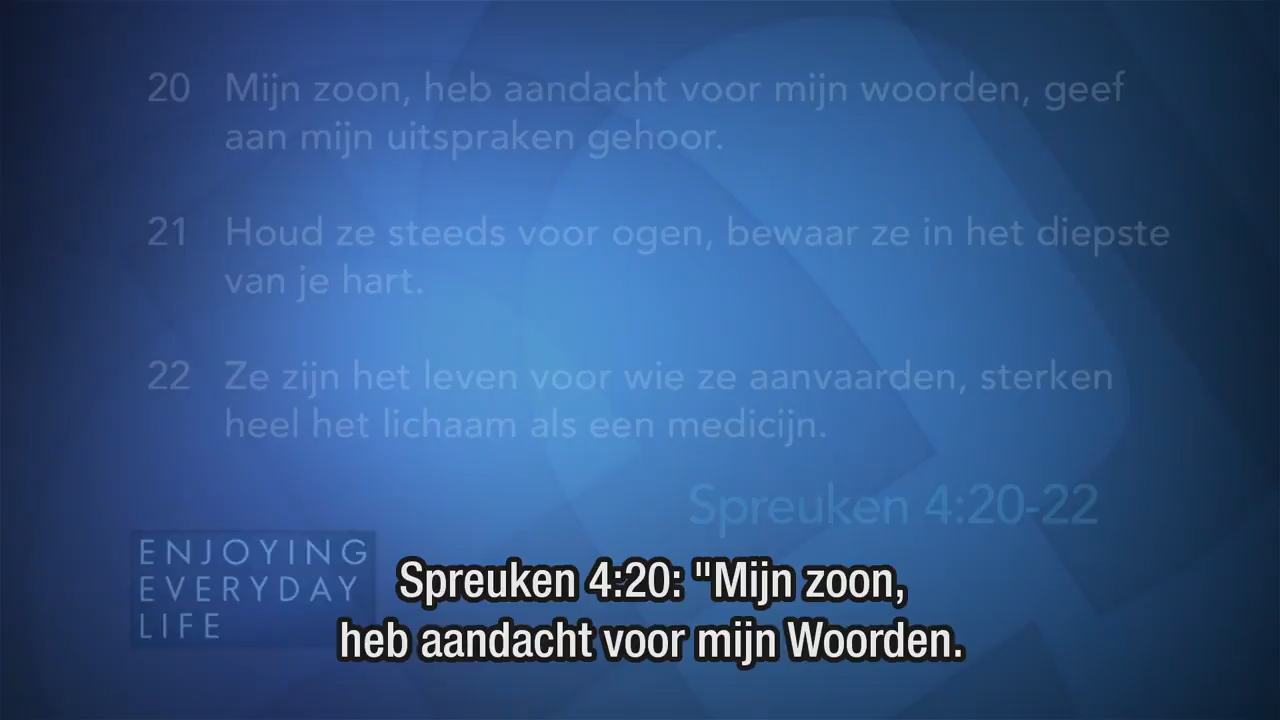 20 Mijn zoon, heb aandacht voor mijn woorden, geef
aan mijn uitspraken gehoor.
21 Houd ze steeds voor ogen, bewaar ze in het diepste
van je hart.
22 Ze zijn het leven voor wie ze aanvaarden, sterken
heel het lichaam als een medicijn.
Spreuken 4:20-22
ENJOYING
EVERYDAY
LIFE
Spreuken 4:20: "Mijn zoon,
heb aandacht voor mijn Woorden.